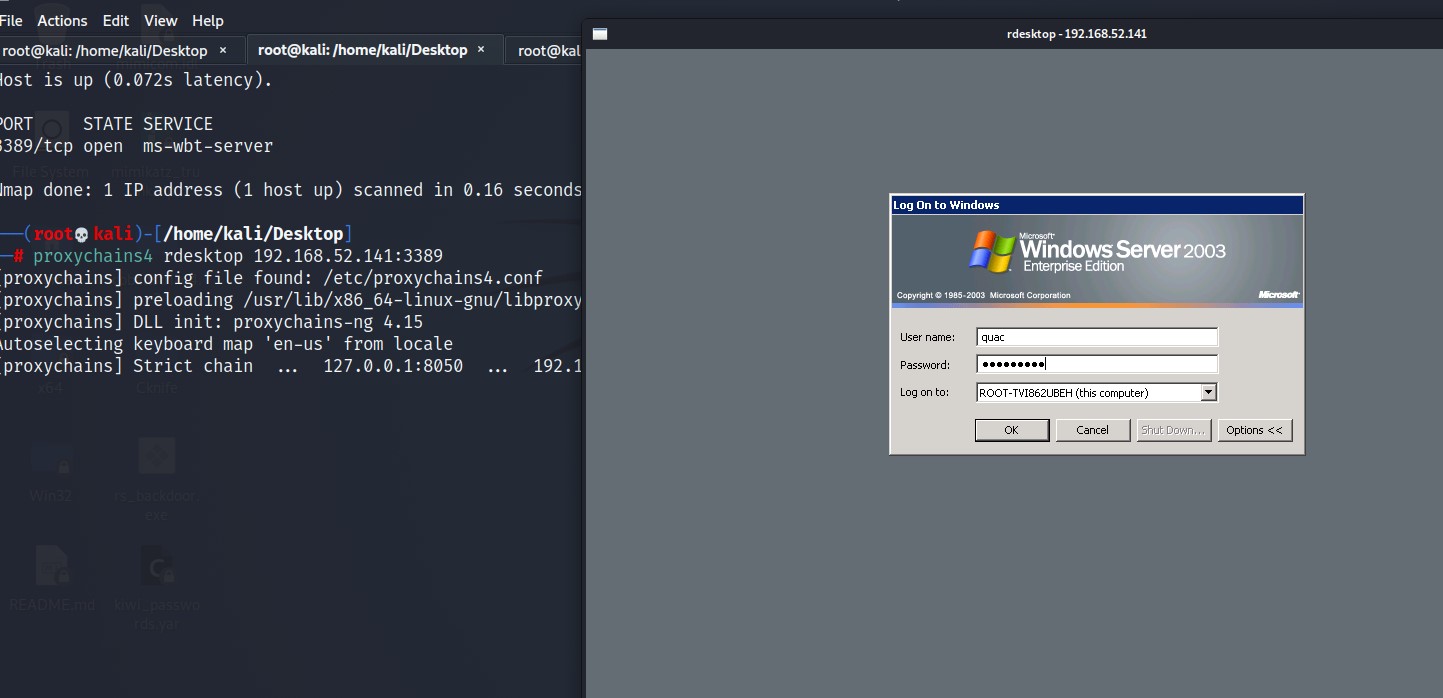 File Actions Edit View Help
root@kali: /home/kali/Desktop ×
root@kali: /home/kali/Desktop ×
root@kal
Host is up (0.072s latency).
PORT STATE SERVICE
3389/tcp open ms-wbt-server
Nmap done: 1 IP address (1 host up) scanned in 0.16 seconds
(root💀kali)-[/home/kali/Desktop]
# proxychains4 rdesktop 192.168.52.141:3389
[proxychains] config file found: /etc/proxychains4.conf
[proxychains] preloading /usr/lib/x86_64-linux-gnu/libproxy
[proxychains] DLL init: proxychains-ng 4.15
Autoselecting keyboard map 'en-us' from locale
[proxychains] Strict chain ... 127.0.0.1:8050 ... 192.1
File System
x64
Cknife
Win32
rs_backdoor.
exe
README.md
kiwi_passwo
rds.yar
rdesktop - 192.168.52.141
Log On to Windows
Microsoft
Windows Server 2003
Enterprise Edition
Copyright © 1985-2003 Microsoft Corporation
Microsoft
User name: quac
Password: •••••••••
Log on to: ROOT-TVI862UBEH (this computer)
OK
Cancel
Shut Down...
Options <<